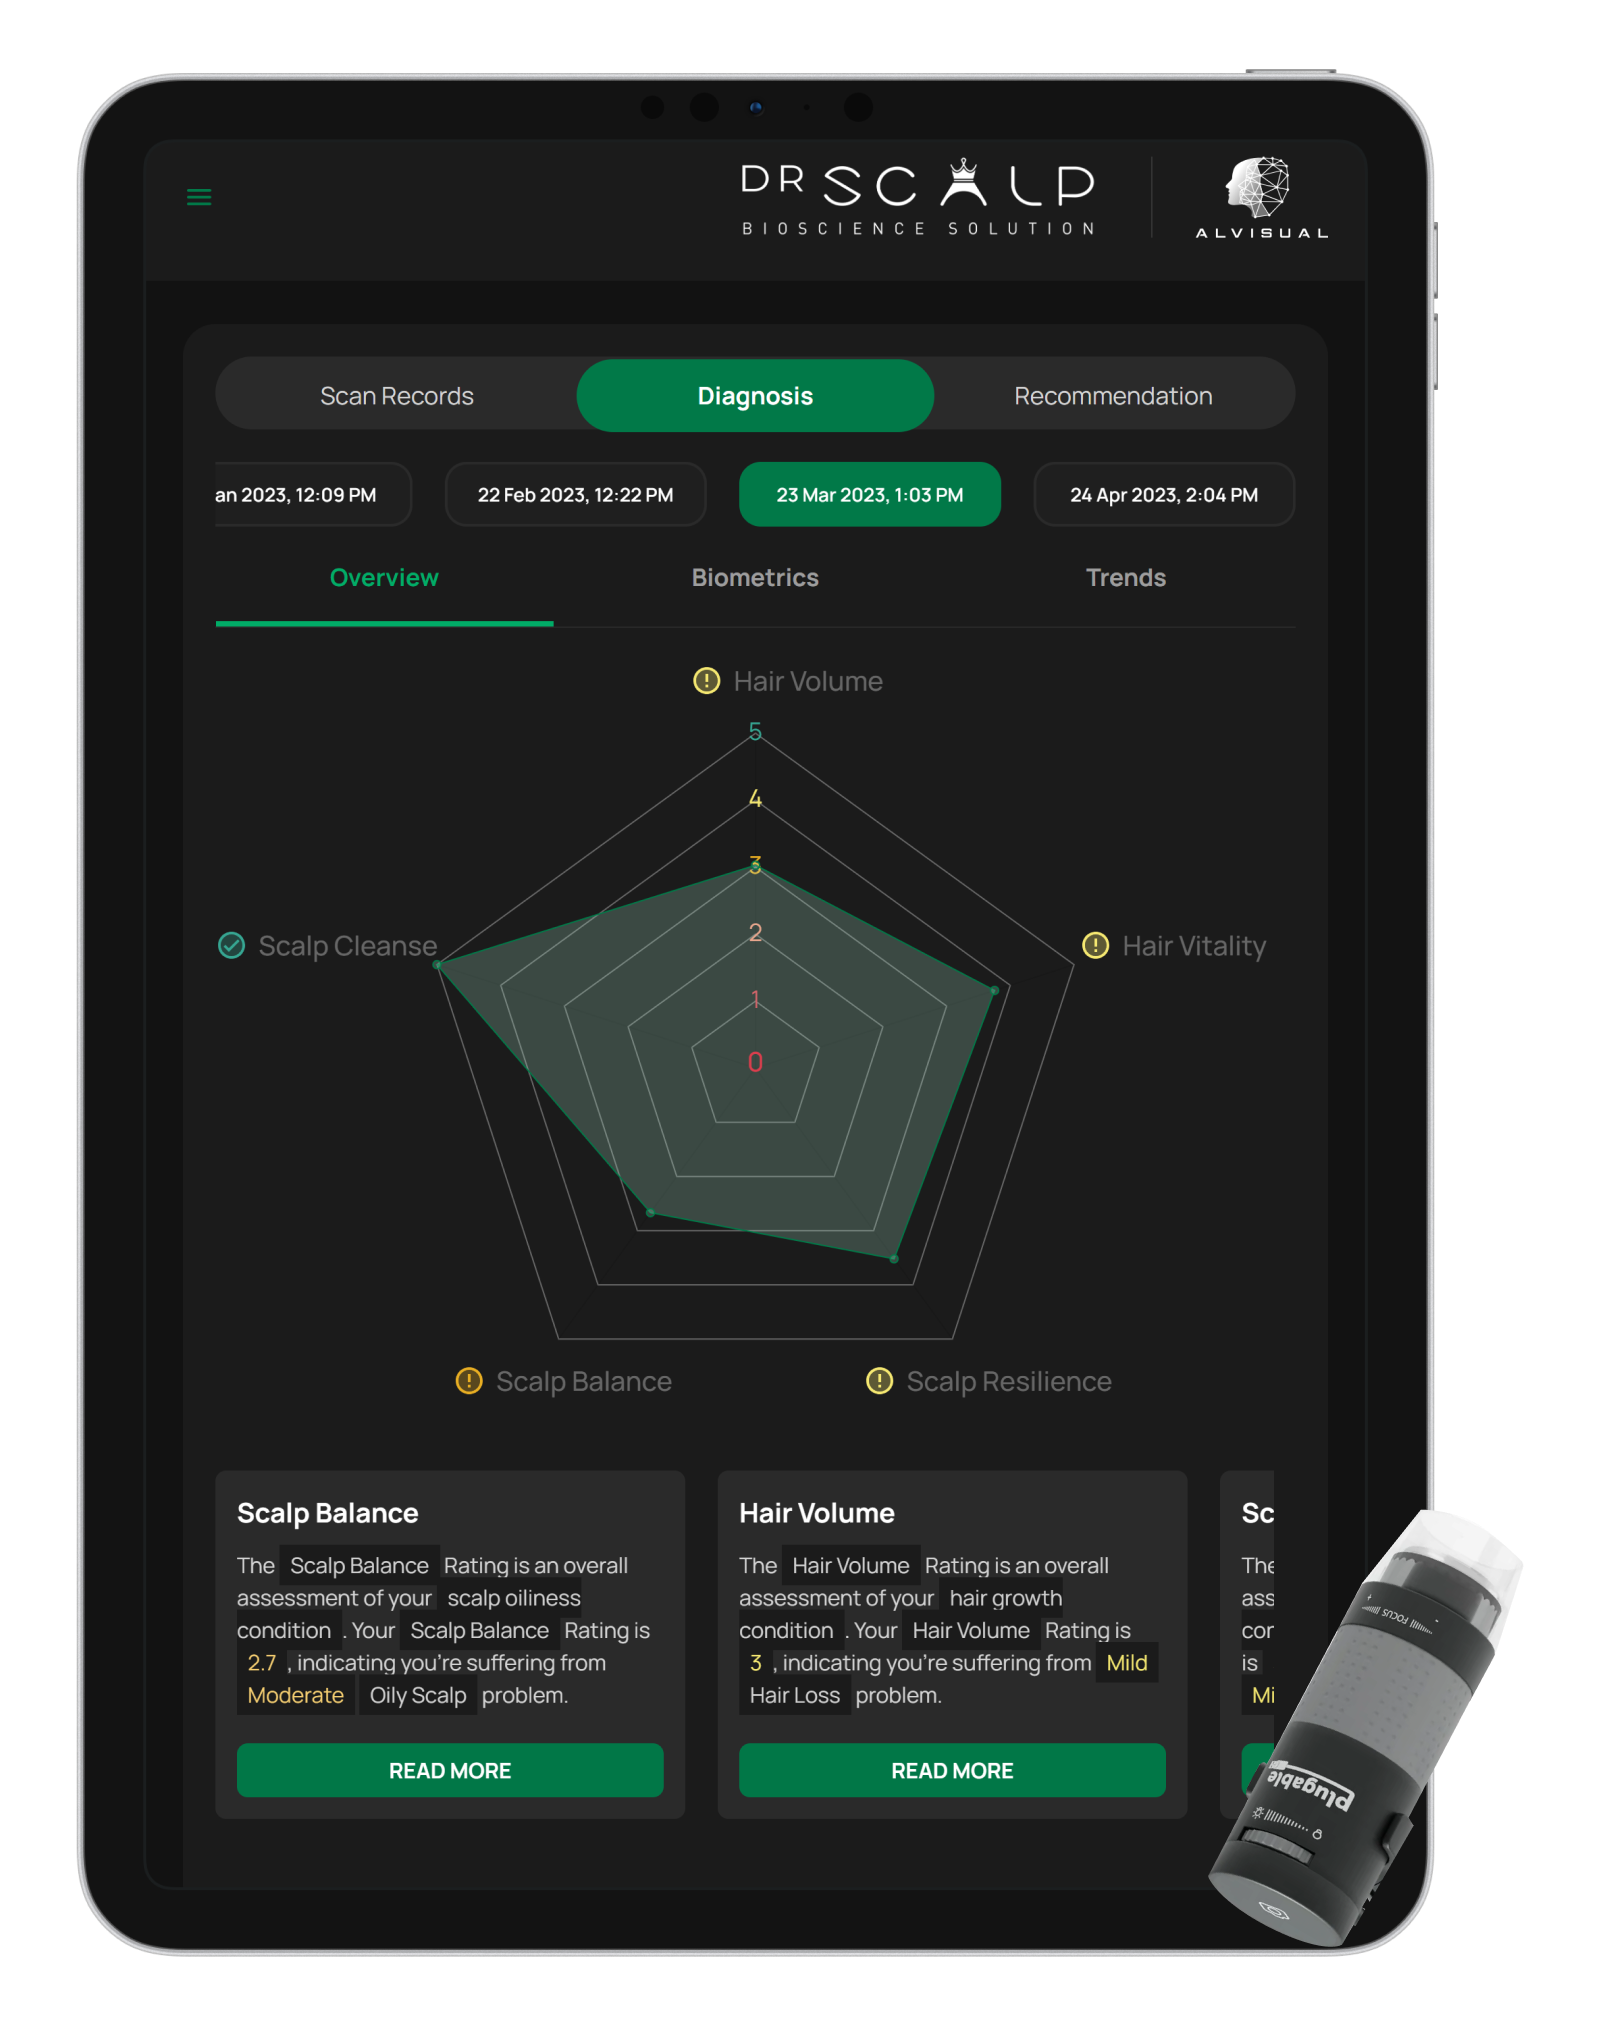 DR SCALP
BIOSCIENCE SOLUTION
ALVISUAL
Scan Records
Diagnosis
Recommendation
an 2023, 12:09 PM
22 Feb 2023, 12:22 PM
23 Mar 2023, 1:03 PM
24 Apr 2023, 2:04 PM
Overview
Biometrics
Trends
Hair Volume
5
4
3
2
1
0
Scalp Cleanse
Hair Vitality
Scalp Balance
Scalp Resilience
Scalp Balance
The Scalp Balance Rating is an overall
assessment of your scalp oiliness
condition . Your Scalp Balance Rating is
2.7 , indicating you're suffering from
Moderate Oily Scalp problem.
READ MORE
Hair Volume
The Hair Volume Rating is an overall
assessment of your hair growth
condition . Your Hair Volume Rating is
3 , indicating you're suffering from Mild
Hair Loss problem.
READ MORE
Sc
The
ass
con
is
Mi
FOCUS
plugable